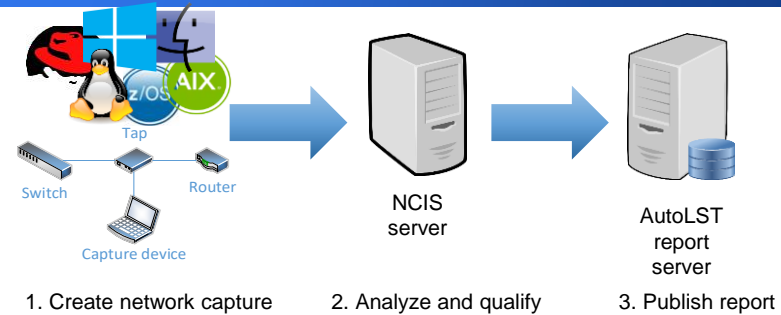 z/OS
AIX
Tap
Switch
Router
Capture device
NCIS
server
AutoLST
report
server
1. Create network capture
2. Analyze and qualify
3. Publish report